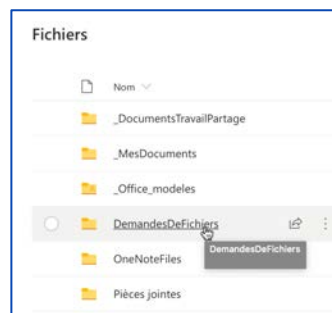 Fichiers
Nom
_DocumentsTravailPartage
_MesDocuments
_Office_modeles
DemandesDeFichiers
DemandesDeFichiers
OneNoteFiles
Pièces jointes